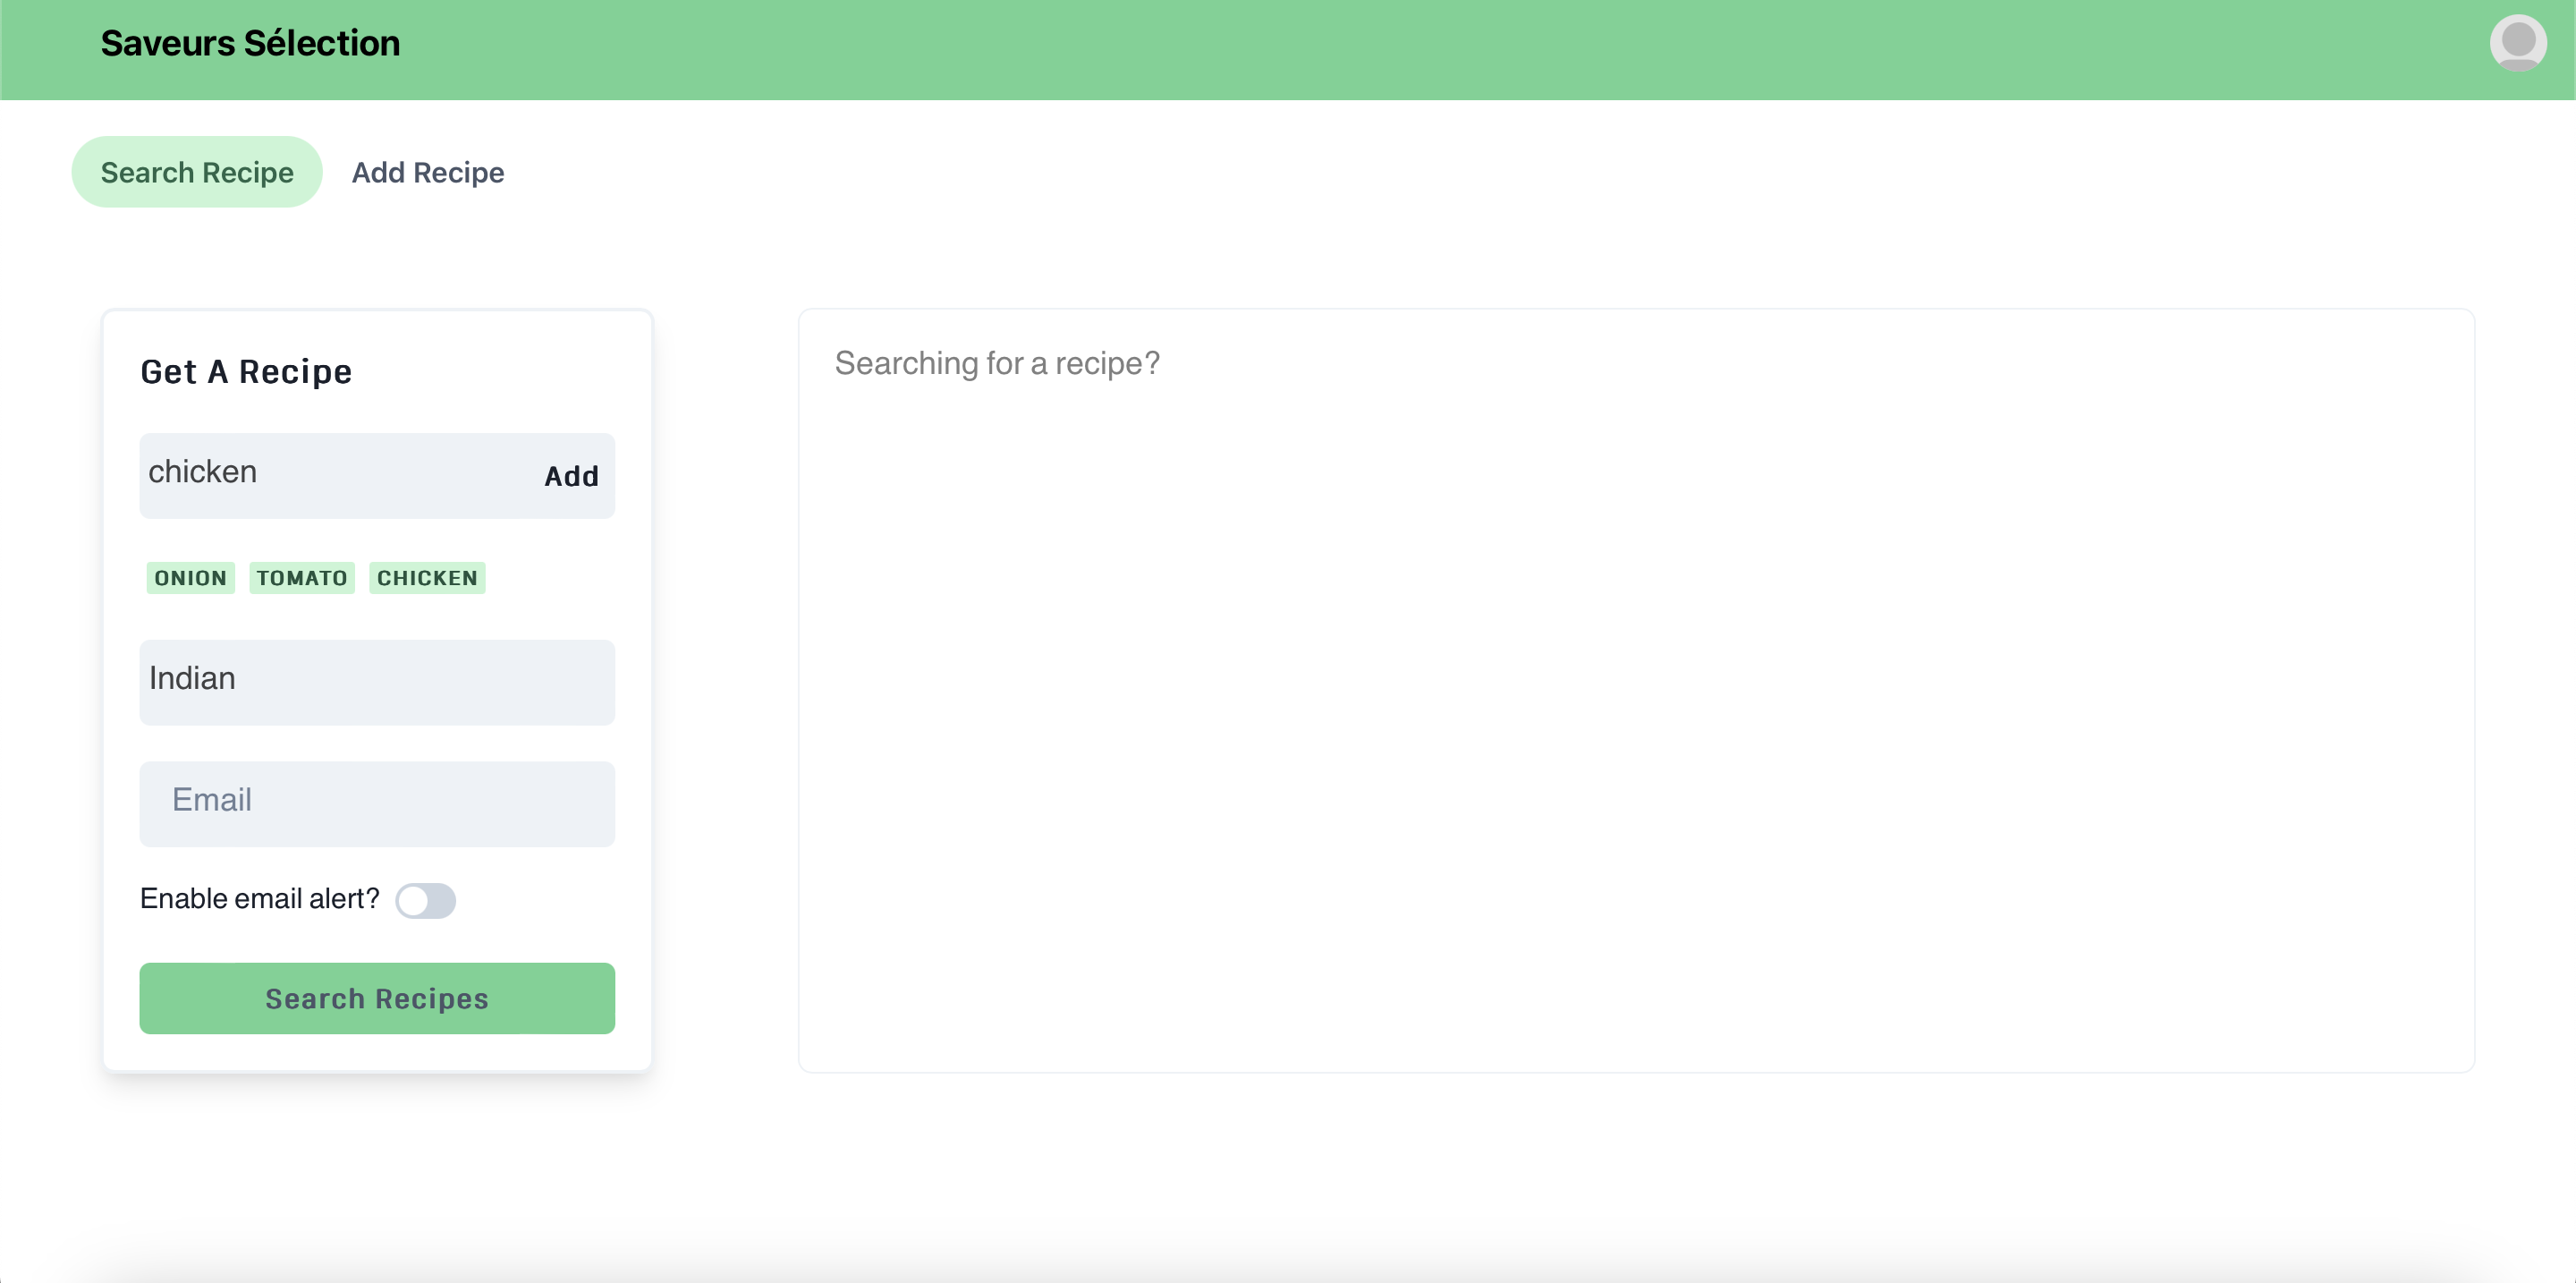 Saveurs Sélection
Search Recipe Add Recipe
Get A Recipe
chicken Add
ONION TOMATO CHICKEN
Indian
Email
Enable email alert?
Search Recipes
Searching for a recipe?